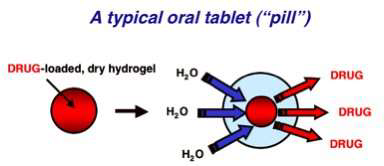 A typical oral tablet (“pill”)
DRUG-loaded, dry hydrogel
H₂O
H₂O
H₂O
DRUG
DRUG
DRUG